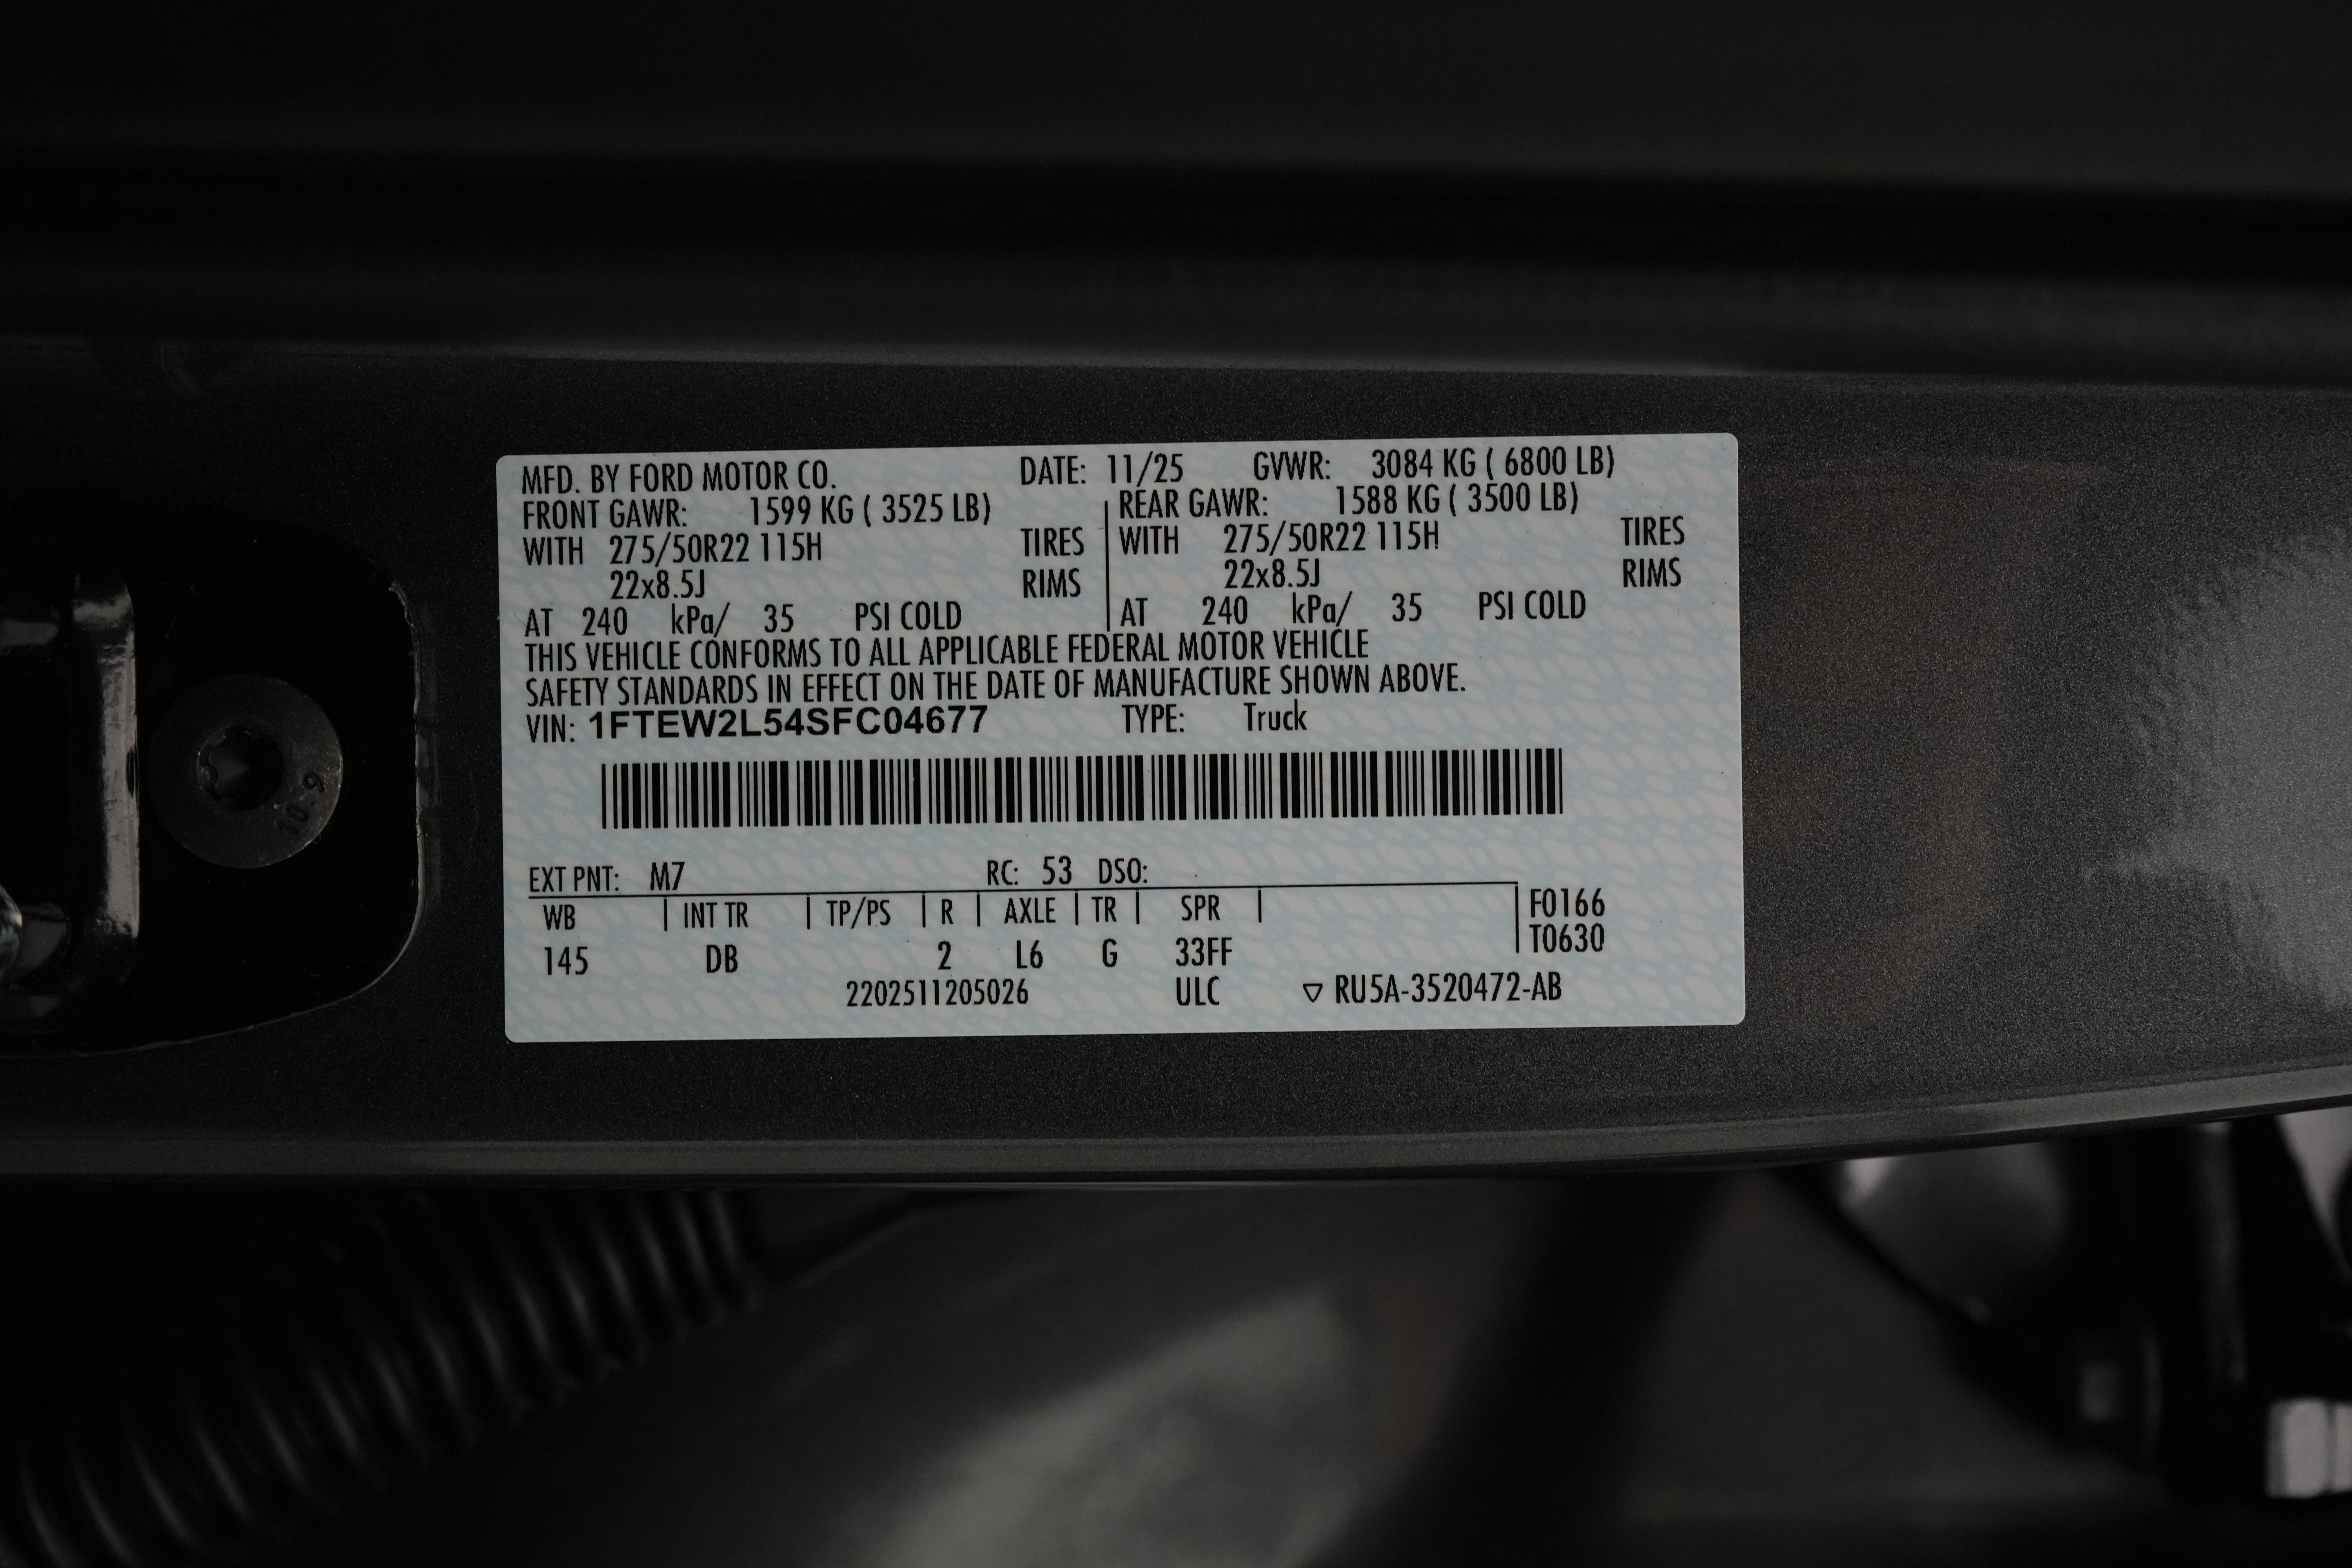 MFD. BY FORD MOTOR CO. DATE: 11/25 GVWR: 3084 KG ( 6800 LB)
FRONT GAWR: 1599 KG ( 3525 LB) REAR GAWR: 1588 KG ( 3500 LB)
WITH 275/50R22 115H TIRES WITH 275/50R22 115H TIRES
22x8.5J RIMS 22x8.5J RIMS
AT 240 kPa/ 35 PSI COLD AT 240 kPa/ 35 PSI COLD
THIS VEHICLE CONFORMS TO ALL APPLICABLE FEDERAL MOTOR VEHICLE
SAFETY STANDARDS IN EFFECT ON THE DATE OF MANUFACTURE SHOWN ABOVE.
VIN: 1FTEW2L54SFC04677 TYPE: Truck
10.9
EXT PNT: M7 RC: 53 DSO:
WB INT TR TP/PS R AXLE TR SPR F0166
T0630
145 DB 2 L6 G 33FF
2202511205026 ULC ▽ RU5A-3520472-AB